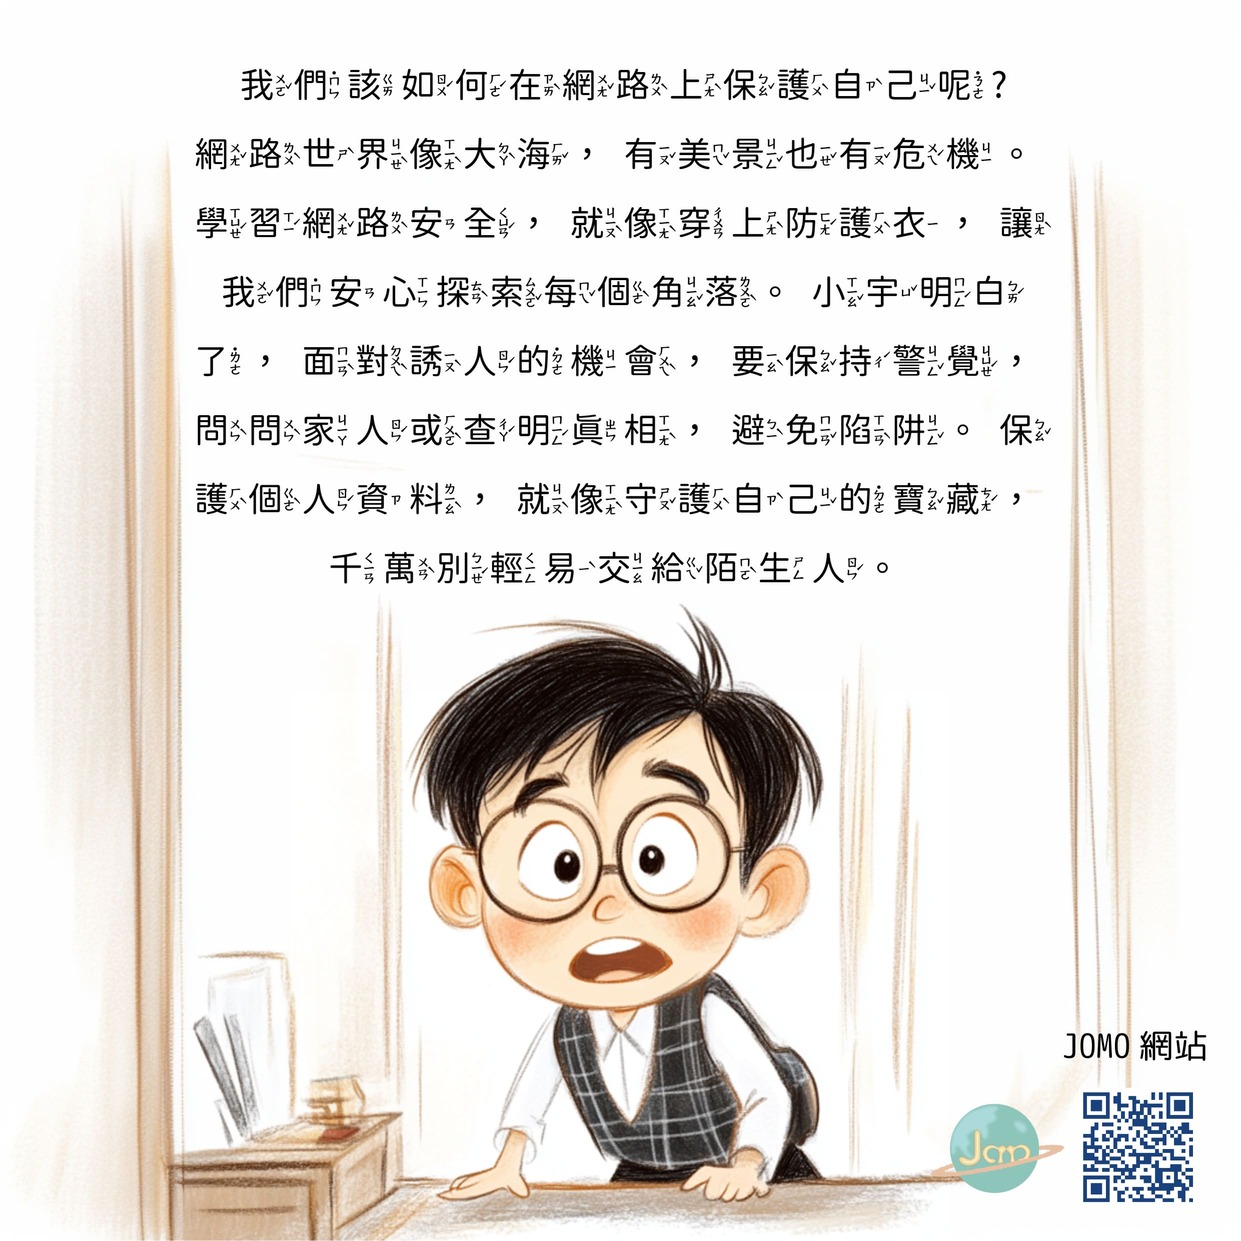 我們該如何在網路上保護自己呢？
網路世界像大海，有美景也有危機。
學習網路安全，就像穿上防護衣，讓
我們安心探索每個角落。小宇明白
了，面對誘人的機會，要保持警覺，
問問家人或查明真相，避免陷阱。保
護個人資料，就像守護自己的寶藏，
千萬別輕易交給陌生人。
JOMO 網站
Jan